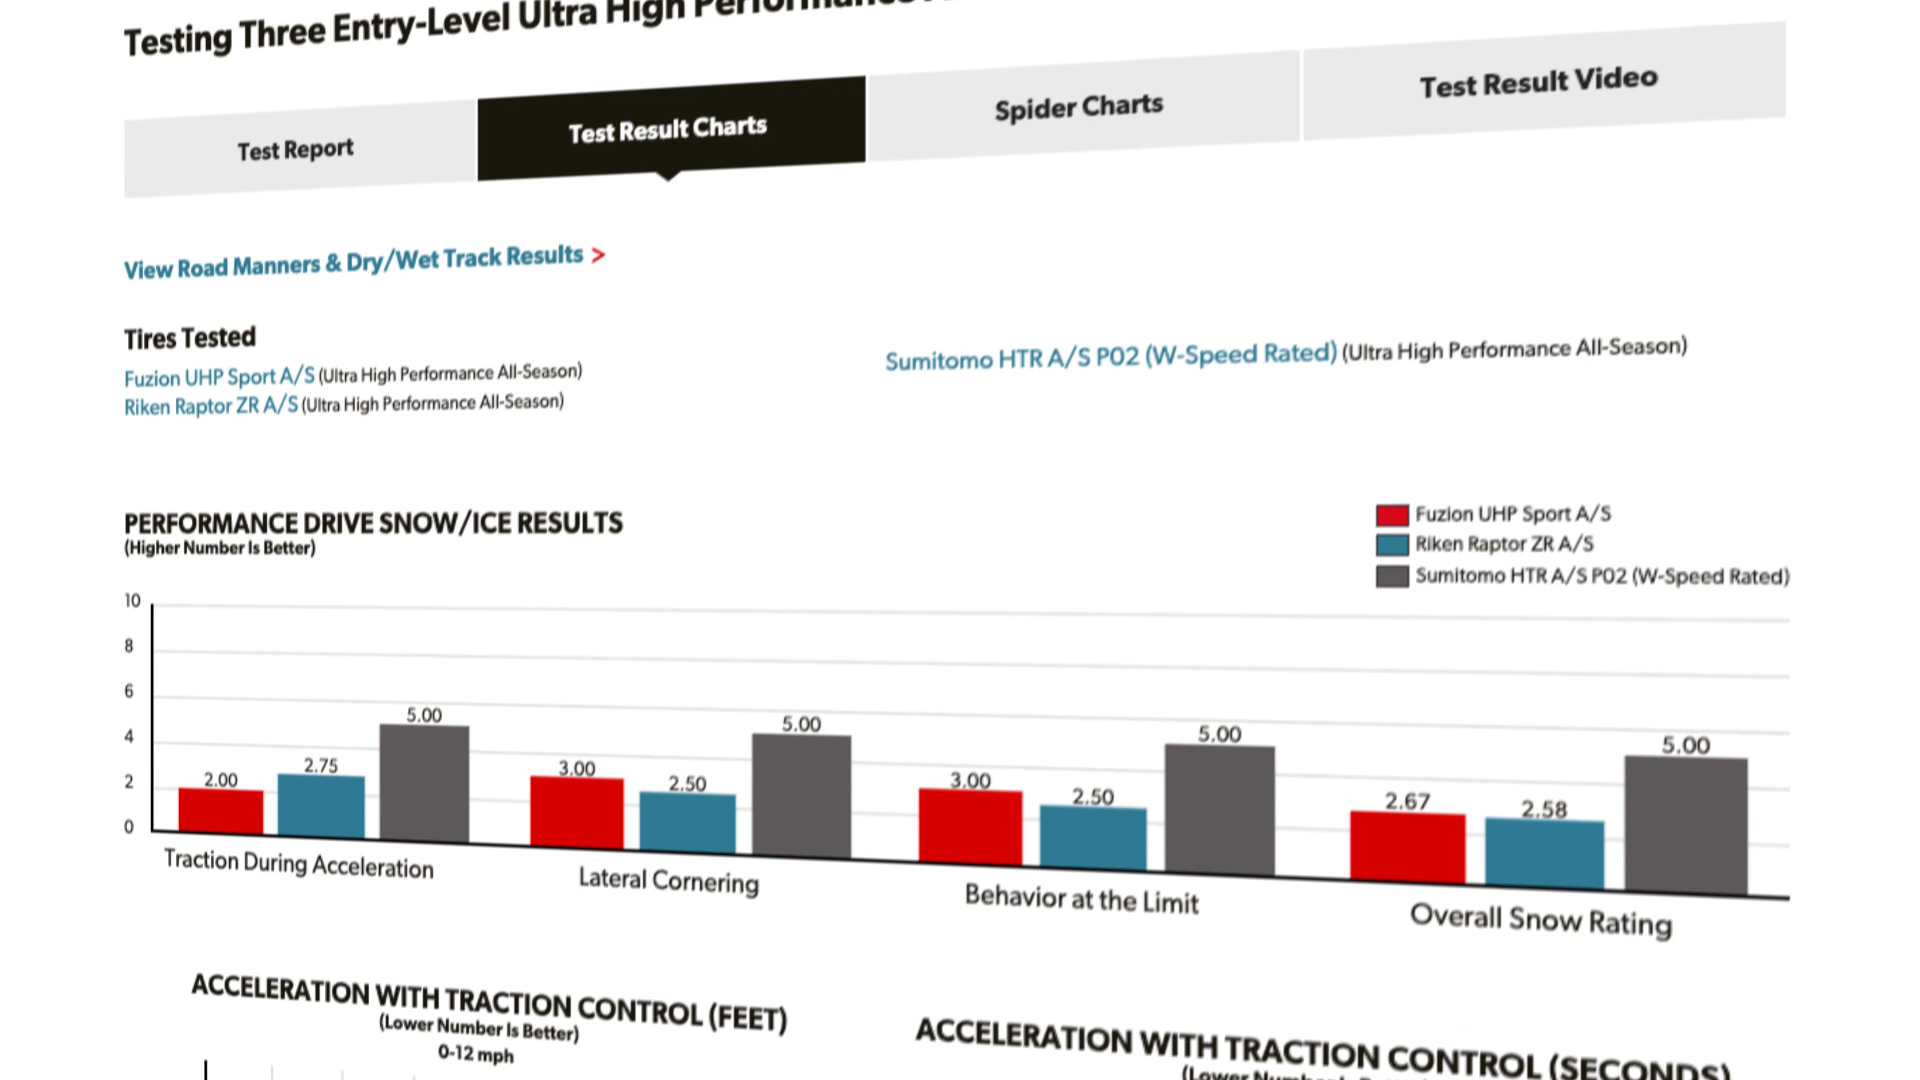 Testing Three Entry-Level Ultra High Performance
Test Report
Test Result Charts
Spider Charts
Test Result Video
View Road Manners & Dry/Wet Track Results >
Tires Tested
Fuzion UHP Sport A/S (Ultra High Performance All-Season)
Riken Raptor ZR A/S (Ultra High Performance All-Season)
Sumitomo HTR A/S P02 (W-Speed Rated) (Ultra High Performance All-Season)
PERFORMANCE DRIVE SNOW/ICE RESULTS
(Higher Number Is Better)
Fuzion UHP Sport A/S
Riken Raptor ZR A/S
Sumitomo HTR A/S P02 (W-Speed Rated)
10
8
6
4
2
0
2.00
2.75
5.00
3.00
2.50
5.00
3.00
2.50
5.00
2.67
2.58
5.00
Traction During Acceleration
Lateral Cornering
Behavior at the Limit
Overall Snow Rating
ACCELERATION WITH TRACTION CONTROL (FEET)
(Lower Number Is Better)
0-12 mph
ACCELERATION WITH TRACTION CONTROL (SECONDS)
(Lower